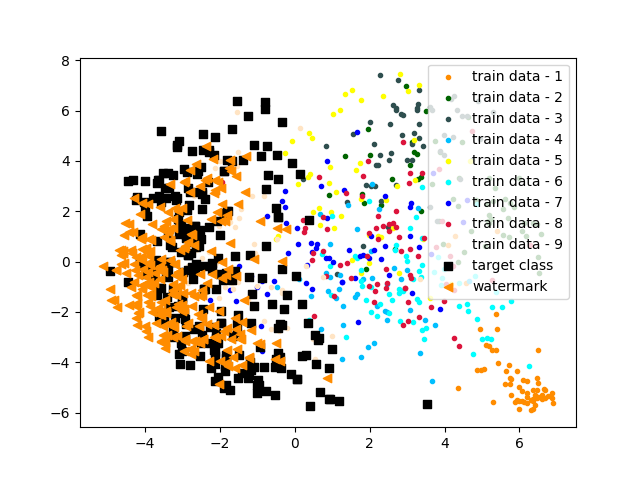 8
6
4
2
0
−2
−4
−6
−4
−2
0
2
4
6
train data - 1
train data - 2
train data - 3
train data - 4
train data - 5
train data - 6
train data - 7
train data - 8
train data - 9
target class
watermark